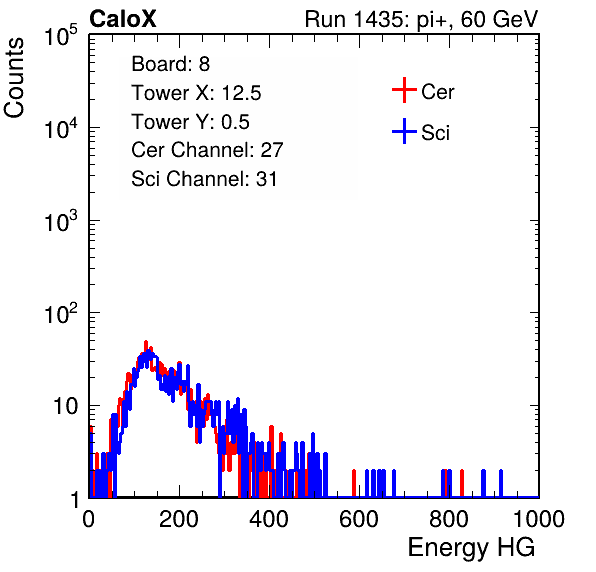 CaloX Run 1435: pi+, 60 GeV
Board: 8
Tower X: 12.5
Tower Y: 0.5
Cer Channel: 27
Sci Channel: 31
Cer
Sci
Counts
10^5
10^4
10^3
10^2
10
1
0 200 400 600 800 1000
Energy HG